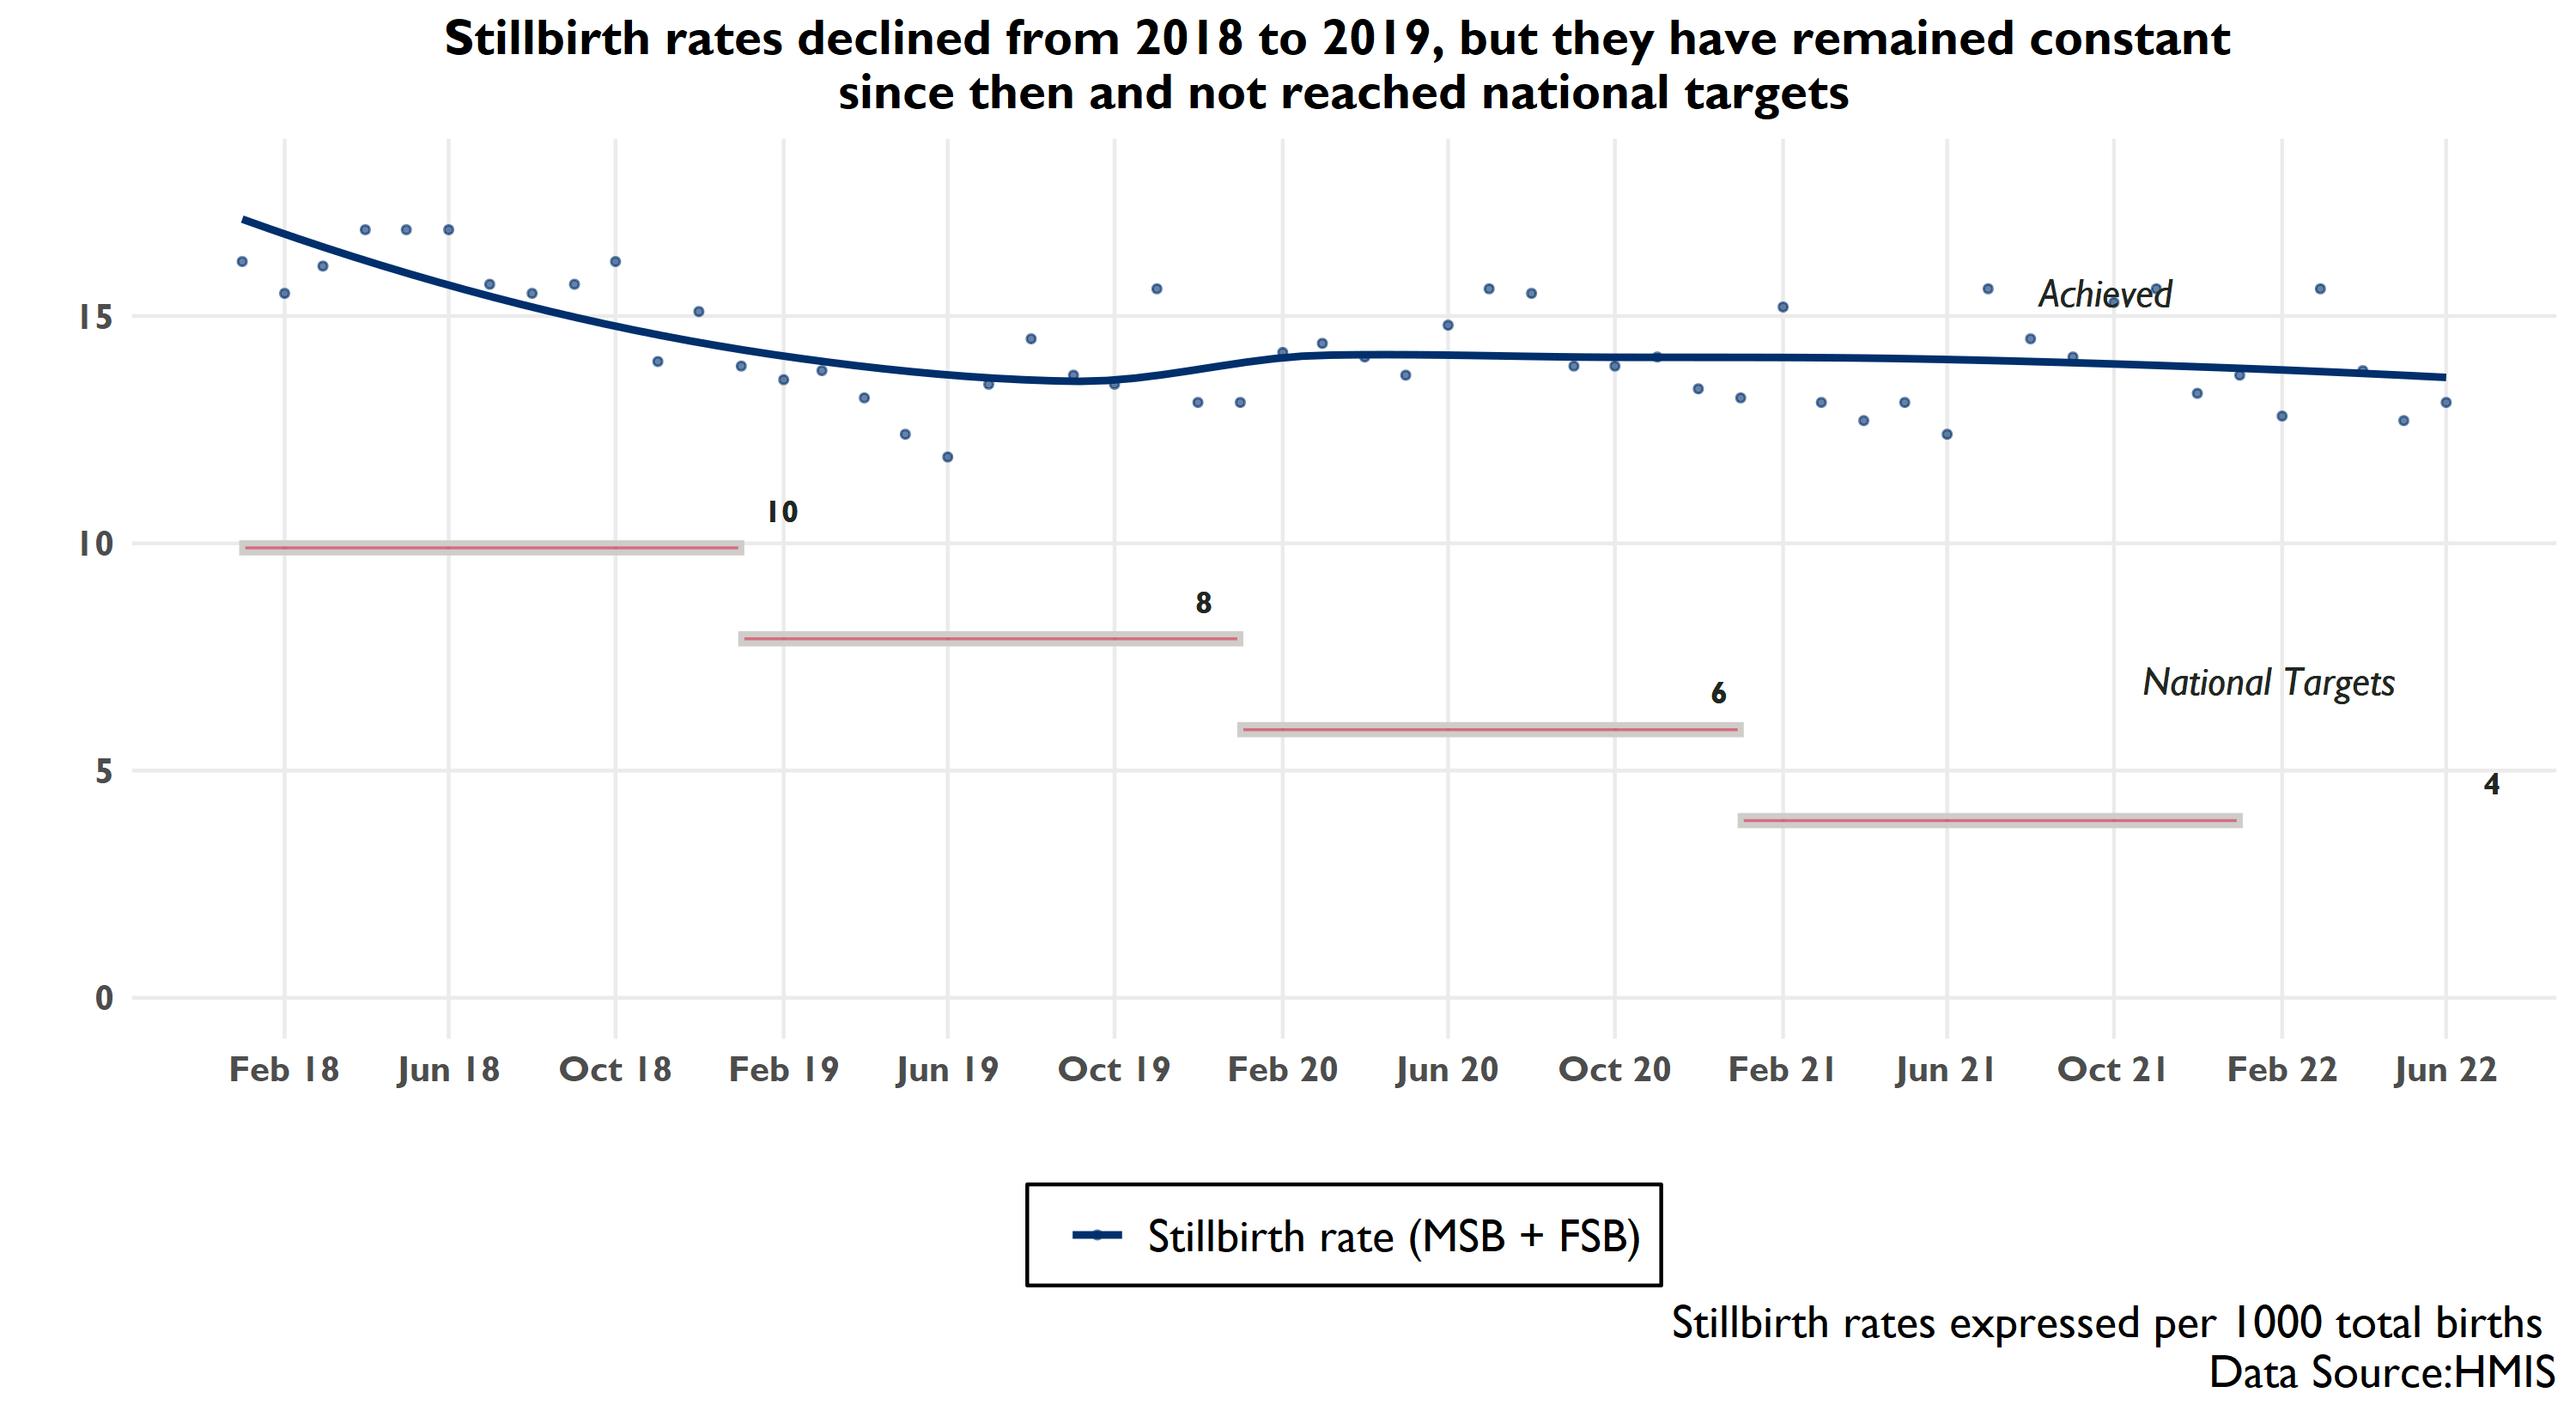 Stillbirth rates declined from 2018 to 2019, but they have remained constant
since then and not reached national targets
15
10
5
0
Achieved
10
8
6
National Targets
4
Feb 18
Jun 18
Oct 18
Feb 19
Jun 19
Oct 19
Feb 20
Jun 20
Oct 20
Feb 21
Jun 21
Oct 21
Feb 22
Jun 22
Stillbirth rate (MSB + FSB)
Stillbirth rates expressed per 1000 total births
Data Source:HMIS